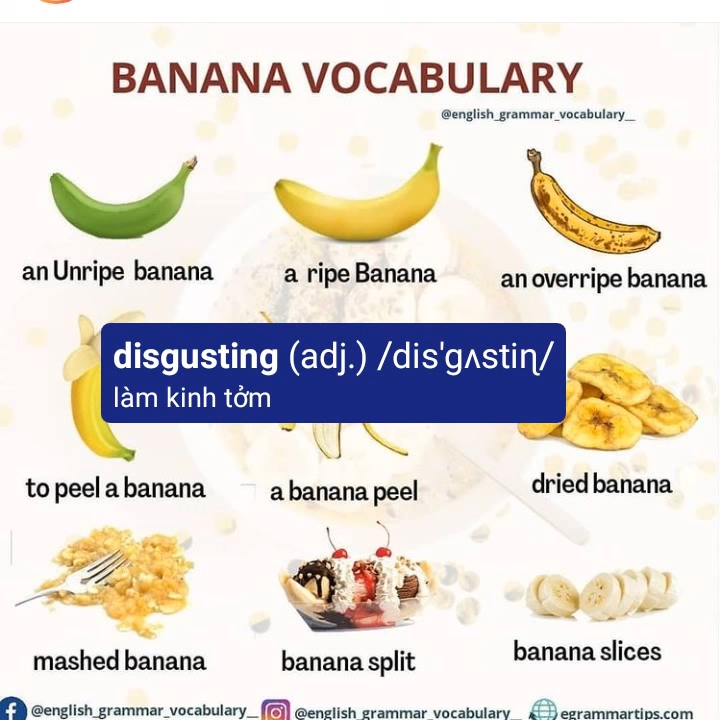 BANANA VOCABULARY
@english_grammar_vocabulary__
an Unripe banana
a ripe Banana
an overripe banana
disgusting (adj.) /dis'gʌstiɳ/
làm kinh tởm
to peel a banana
a banana peel
dried banana
mashed banana
banana split
banana slices
@english_grammar_vocabulary__
@english_grammar_vocabulary__
egrammartips.com